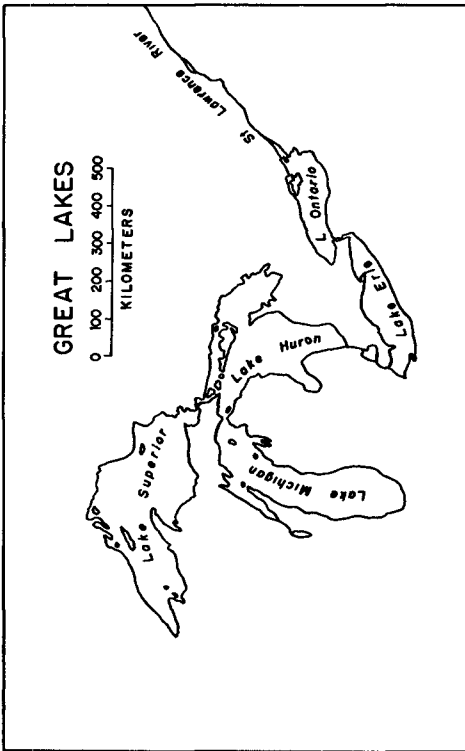 GREAT LAKES
0 100 200 300 400 500
KILOMETERS
St Lawrence River
Lake Superior
Lake Huron
Lake Michigan
L Ontario
Lake Erie